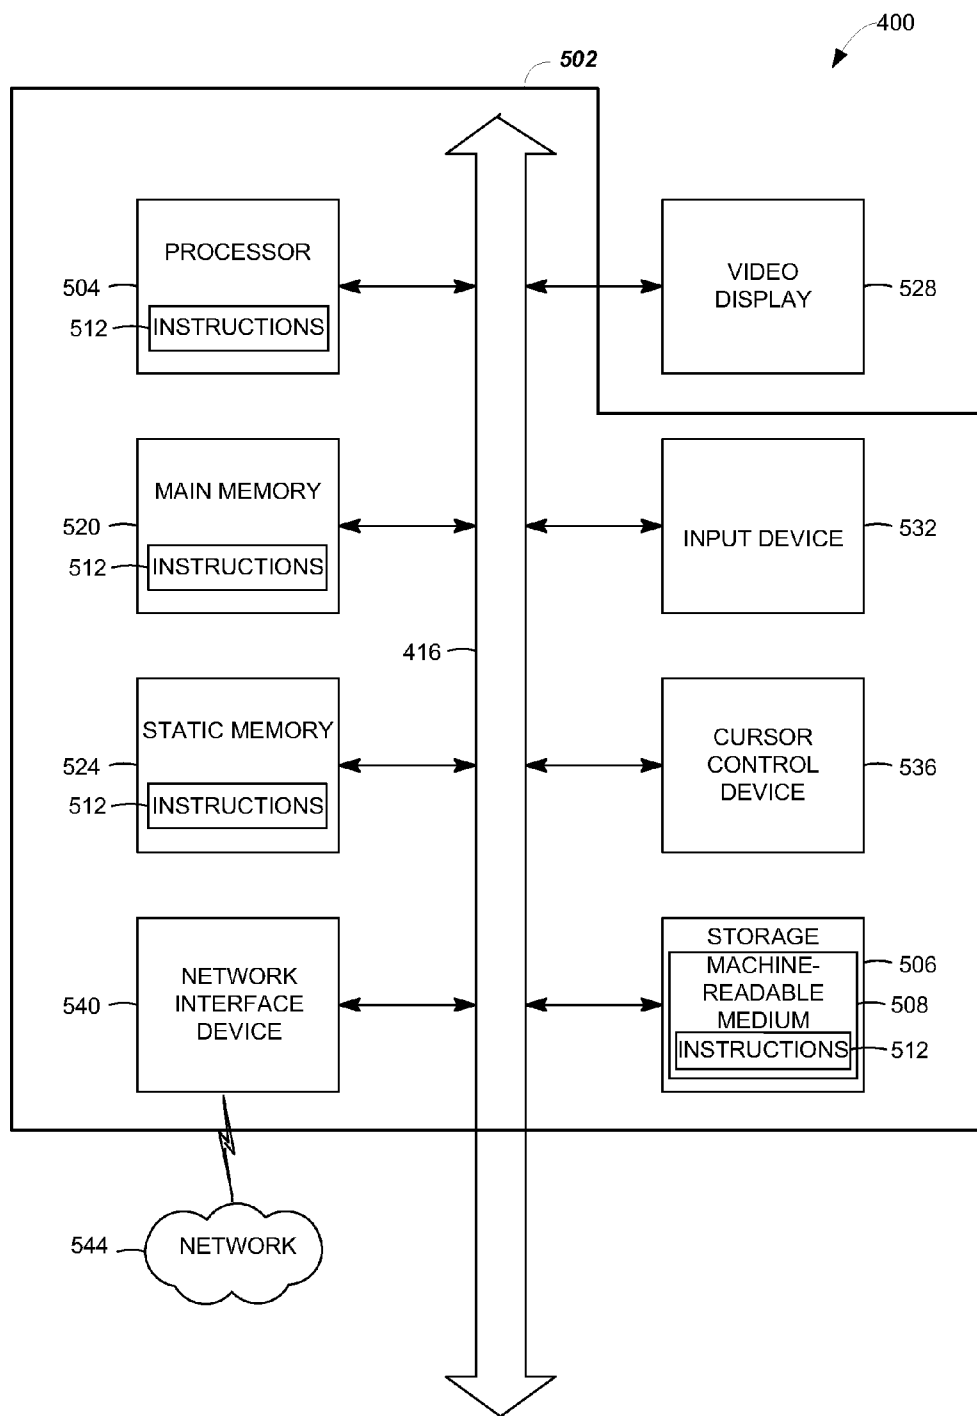 400
502
PROCESSOR
504
512
INSTRUCTIONS
VIDEO
DISPLAY
528
MAIN MEMORY
520
512
INSTRUCTIONS
INPUT DEVICE
532
416
STATIC MEMORY
524
512
INSTRUCTIONS
CURSOR
CONTROL
DEVICE
536
NETWORK
INTERFACE
DEVICE
540
STORAGE
506
MACHINE-
READABLE
MEDIUM
508
INSTRUCTIONS
512
544
NETWORK